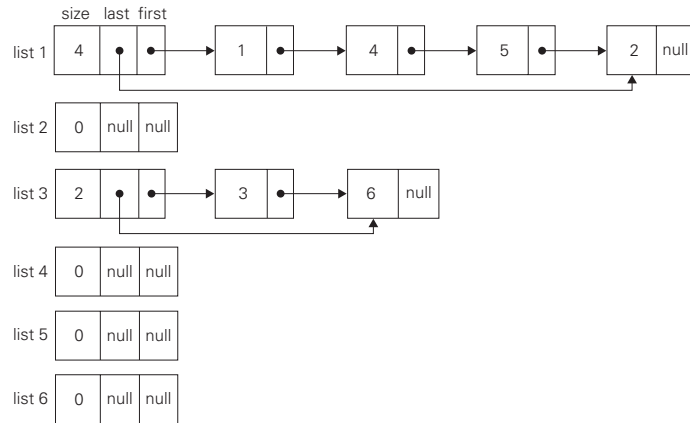 size last first
list 1 4 1 4 5 2 null
list 2 0 null null
list 3 2 3 6 null
list 4 0 null null
list 5 0 null null
list 6 0 null null